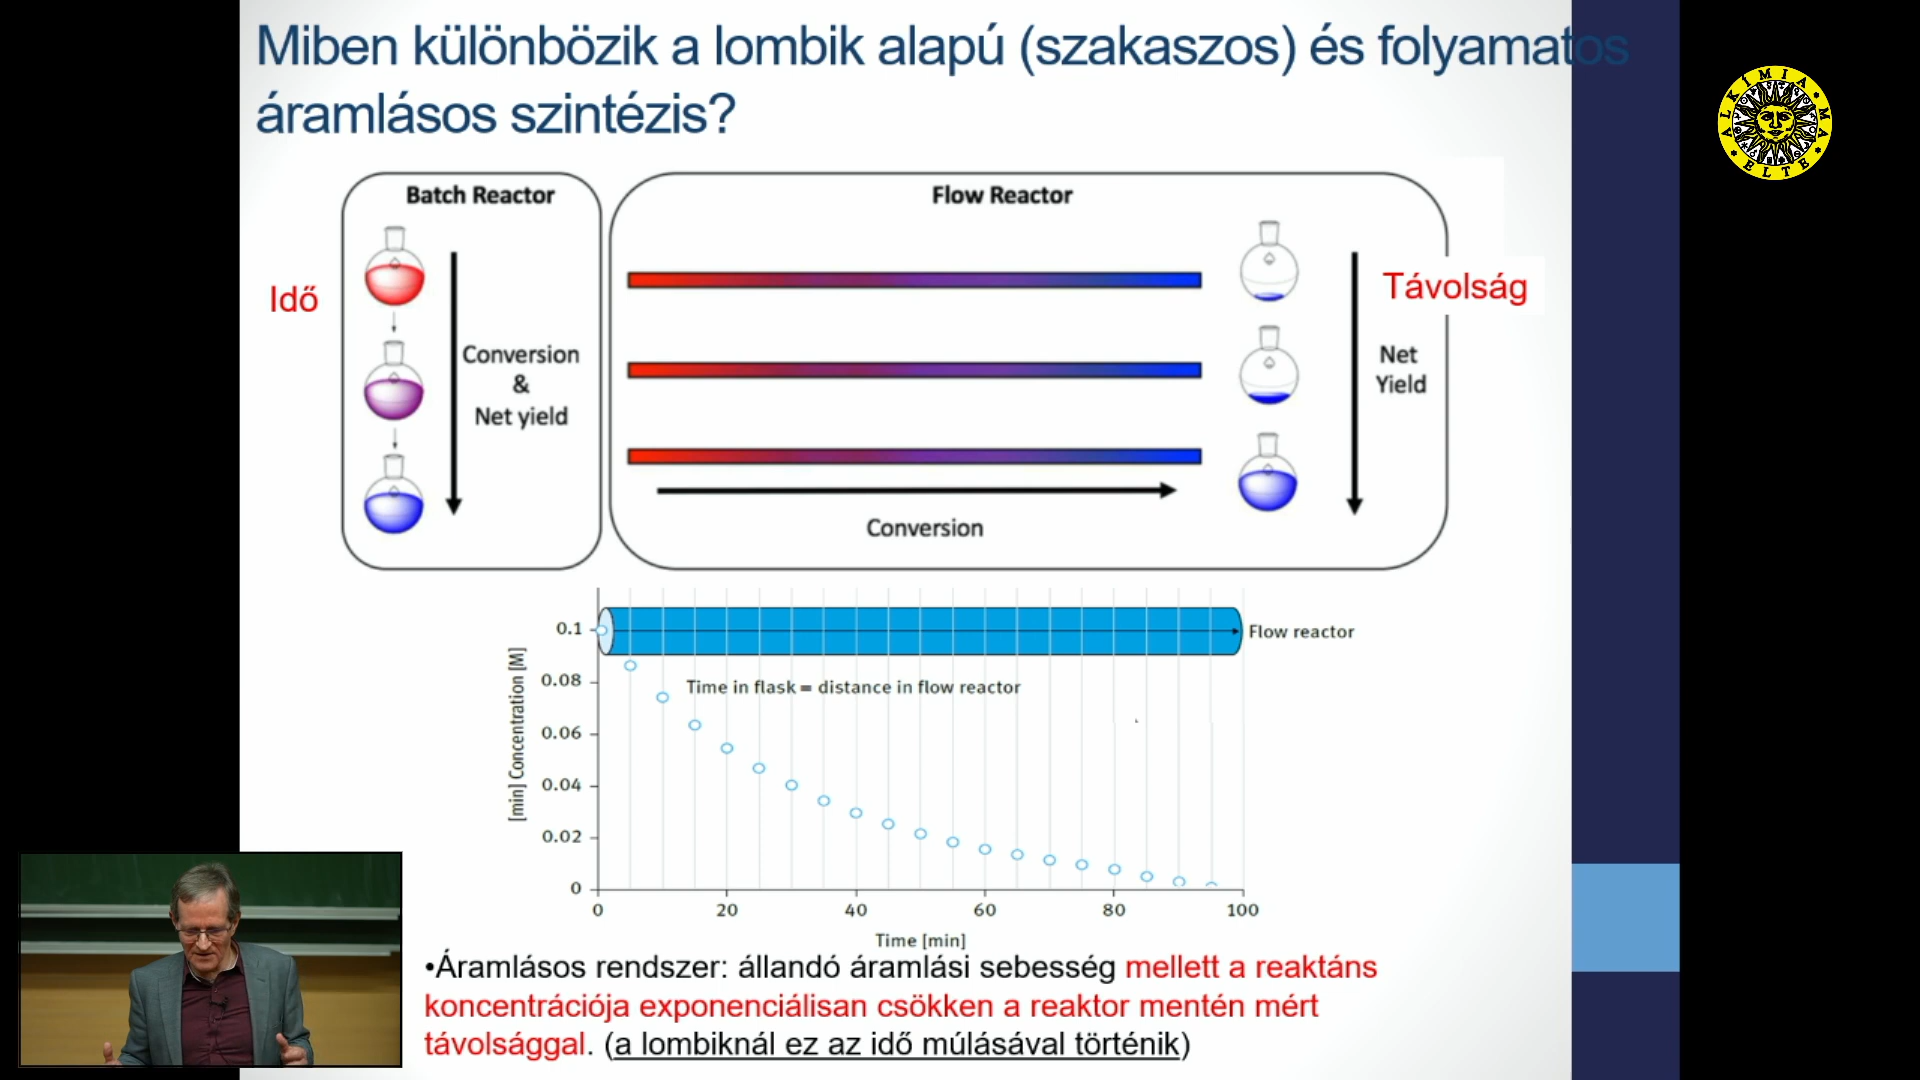 Miben különbözik a lombik alapú (szakaszos) és folyamatos
áramlásos szintézis?
ALKÍMIA MA
ELTE
Batch Reactor
Flow Reactor
Idő
Távolság
Conversion
&
Net yield
Net
Yield
Conversion
[min] Concentration [M]
0.1
0.08
0.06
0.04
0.02
0
Flow reactor
Time in flask = distance in flow reactor
0 20 40 60 80 100
Time [min]
•Áramlásos rendszer: állandó áramlási sebesség mellett a reaktáns
koncentrációja exponenciálisan csökken a reaktor mentén mért
távolsággal. (a lombiknál ez az idő múlásával történik)